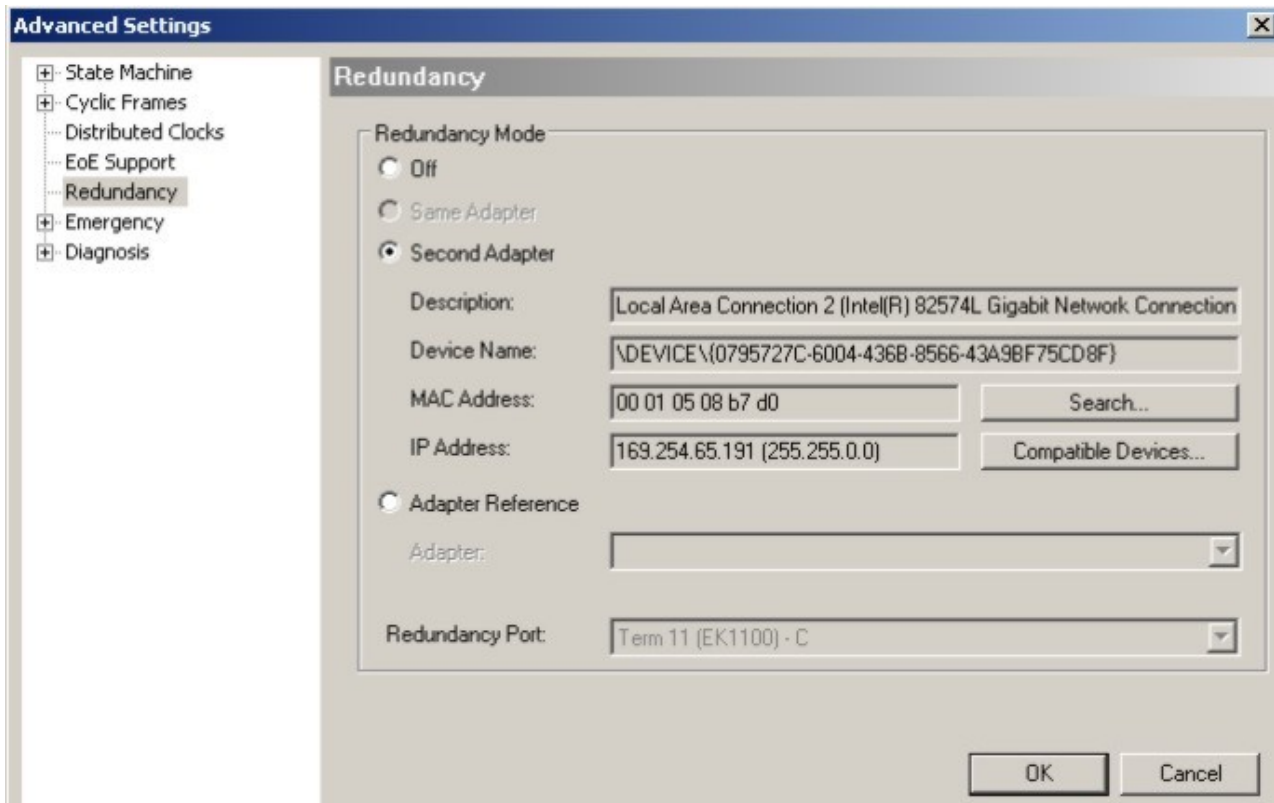 Advanced Settings
State Machine
Cyclic Frames
Distributed Clocks
EoE Support
Redundancy
Emergency
Diagnosis
Redundancy
Redundancy Mode
Off
Same Adapter
Second Adapter
Description: Local Area Connection 2 (Intel(R) 82574L Gigabit Network Connection
Device Name: \DEVICE\{0795727C-6004-436B-8566-43A9BF75CD8F}
MAC Address: 00 01 05 08 b7 d0 Search...
IP Address: 169.254.65.191 (255.255.0.0) Compatible Devices...
Adapter Reference
Adapter:
Redundancy Port: Term 11 (EK1100) - C
OK Cancel